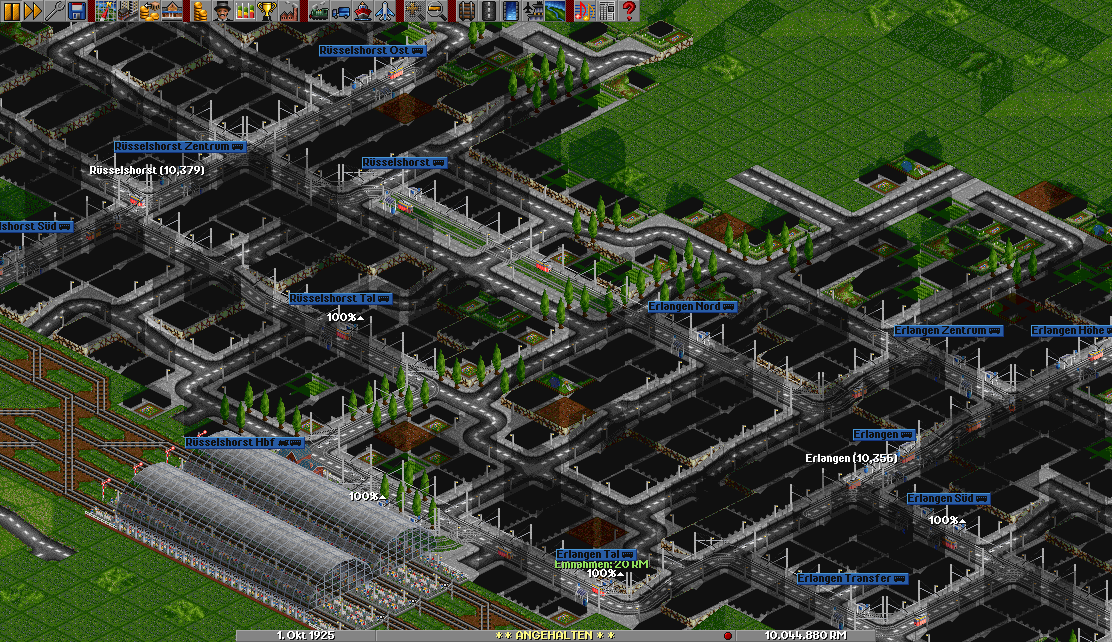 Rüsselshorst Ost
Rüsselshorst Zentrum
Rüsselshorst
Rüsselshorst (10,379)
elshorst Süd
Rüsselshorst Tal
100%
Erlangen Nord
Erlangen Zentrum
Erlangen Höhe
Rüsselshorst Hbf
Erlangen
Erlangen (10,356)
100%
Erlangen Süd
100%
Erlangen Tal
Einnahmen: 20 RM
100%
Erlangen Transfer
1. Okt 1925
* * ANGEHALTEN * *
10.044.880 RM